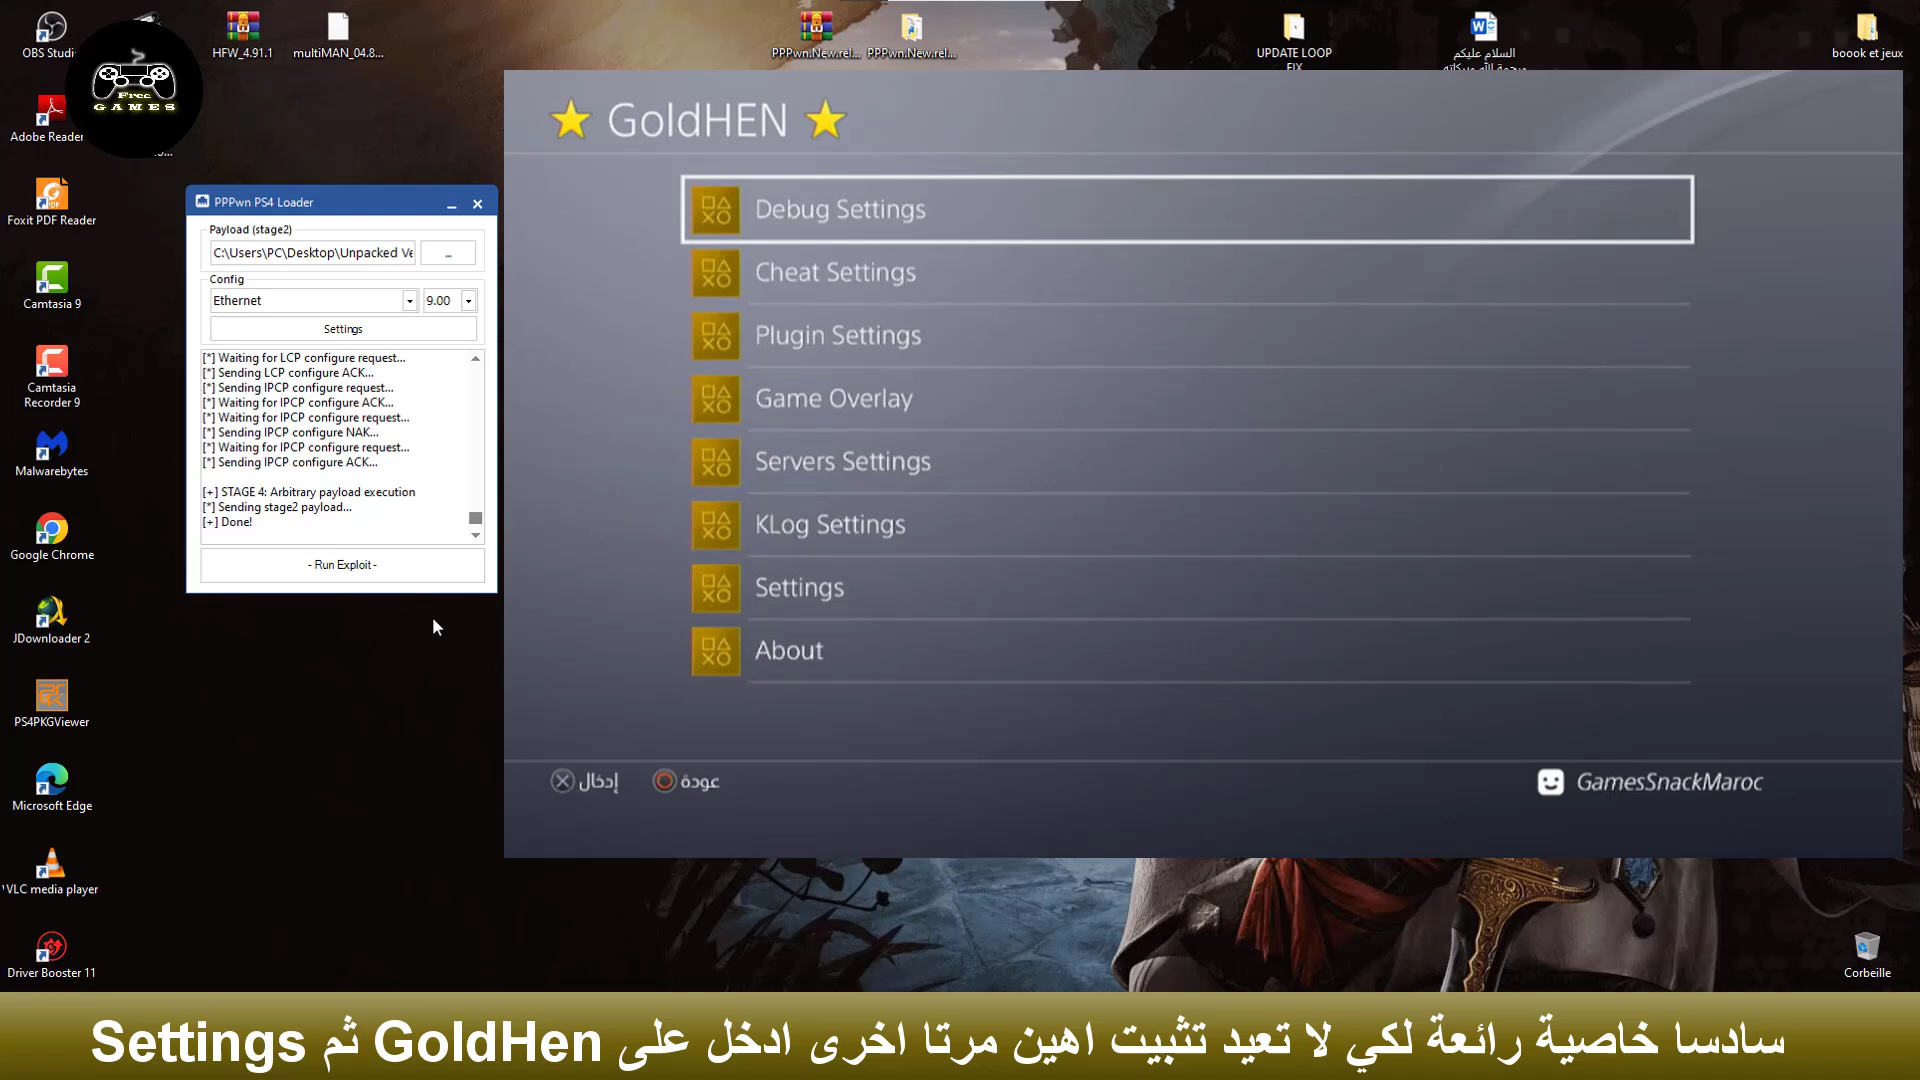 OBS Studi
HFW_4.91.1
multiMAN_04.8...
PPPwn.New.rel...
PPPwn.New.rel...
UPDATE LOOP
FIX
السلام عليكم
ورحمة الله وبركاته
boook et jeux
Free
GAMES
Adobe Reader
Foxit PDF Reader
Camtasia 9
Camtasia
Recorder 9
Malwarebytes
Google Chrome
JDownloader 2
PS4PKGViewer
Microsoft Edge
VLC media player
Driver Booster 11
PPPwn PS4 Loader
Payload (stage2)
C:\Users\PC\Desktop\Unpacked Ve
...
Config
Ethernet
9.00
Settings
[*] Waiting for LCP configure request...
[*] Sending LCP configure ACK...
[*] Sending IPCP configure request...
[*] Waiting for IPCP configure ACK...
[*] Waiting for IPCP configure request...
[*] Sending IPCP configure NAK...
[*] Waiting for IPCP configure request...
[*] Sending IPCP configure ACK...
[+] STAGE 4: Arbitrary payload execution
[*] Sending stage2 payload...
[+] Done!
- Run Exploit -
GoldHEN
Debug Settings
Cheat Settings
Plugin Settings
Game Overlay
Servers Settings
KLog Settings
Settings
About
إدخال
عودة
GamesSnackMaroc
Corbeille
سادسا خاصية رائعة لكي لا تعيد تثبيت اهين مرتا اخرى ادخل على GoldHen ثم Settings